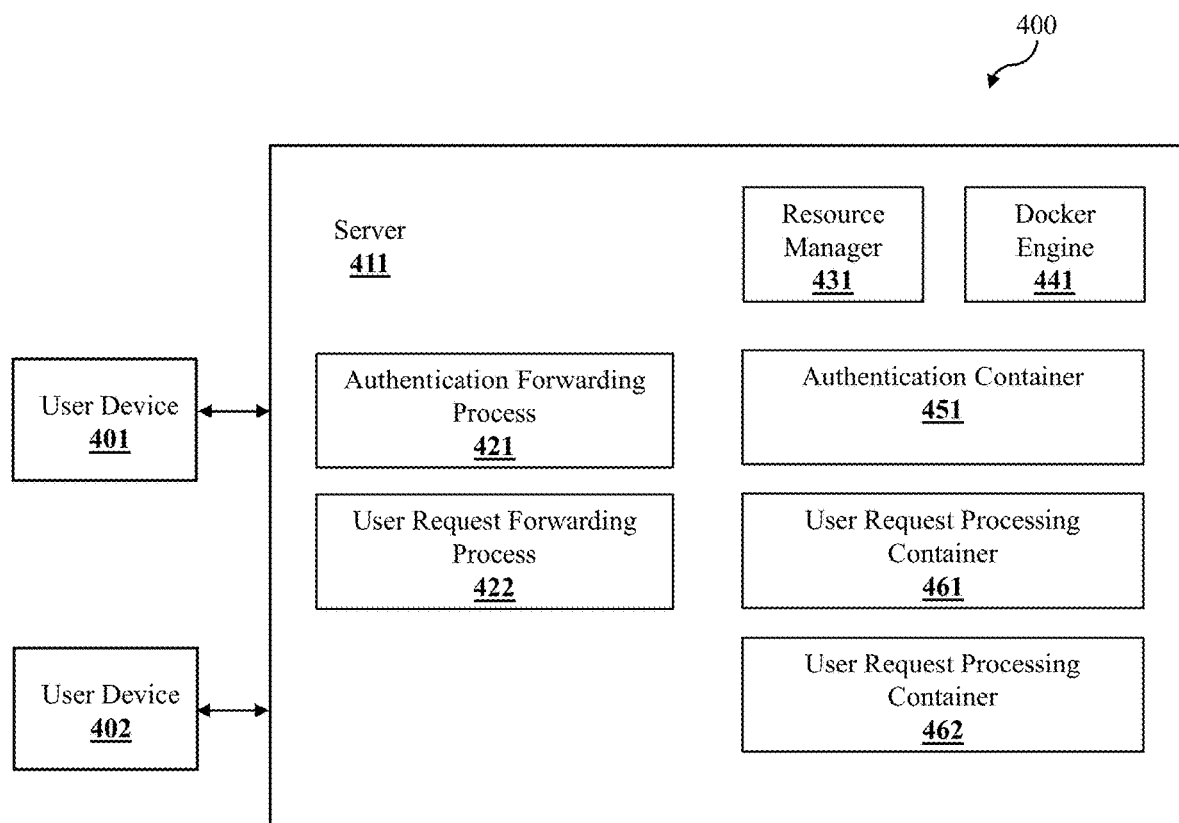 400
Server
411
Resource
Manager
431
Docker
Engine
441
User Device
401
Authentication Forwarding
Process
421
Authentication Container
451
User Request Forwarding
Process
422
User Request Processing
Container
461
User Device
402
User Request Processing
Container
462